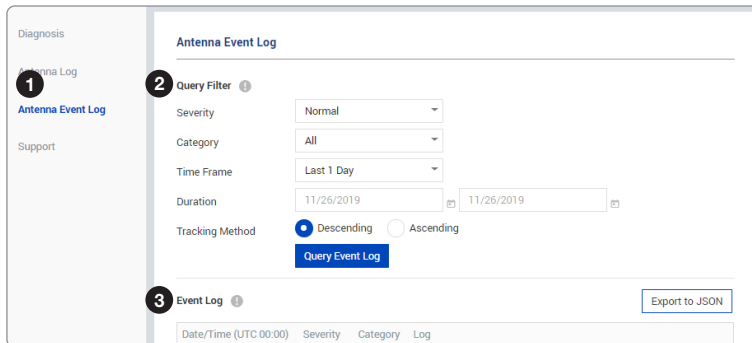 Diagnosis
Antenna Log
1
Antenna Event Log
Support
Antenna Event Log
2 Query Filter !
Severity Normal
Category All
Time Frame Last 1 Day
Duration 11/26/2019 11/26/2019
Tracking Method Descending Ascending
Query Event Log
3 Event Log ! Export to JSON
Date/Time (UTC 00:00) Severity Category Log